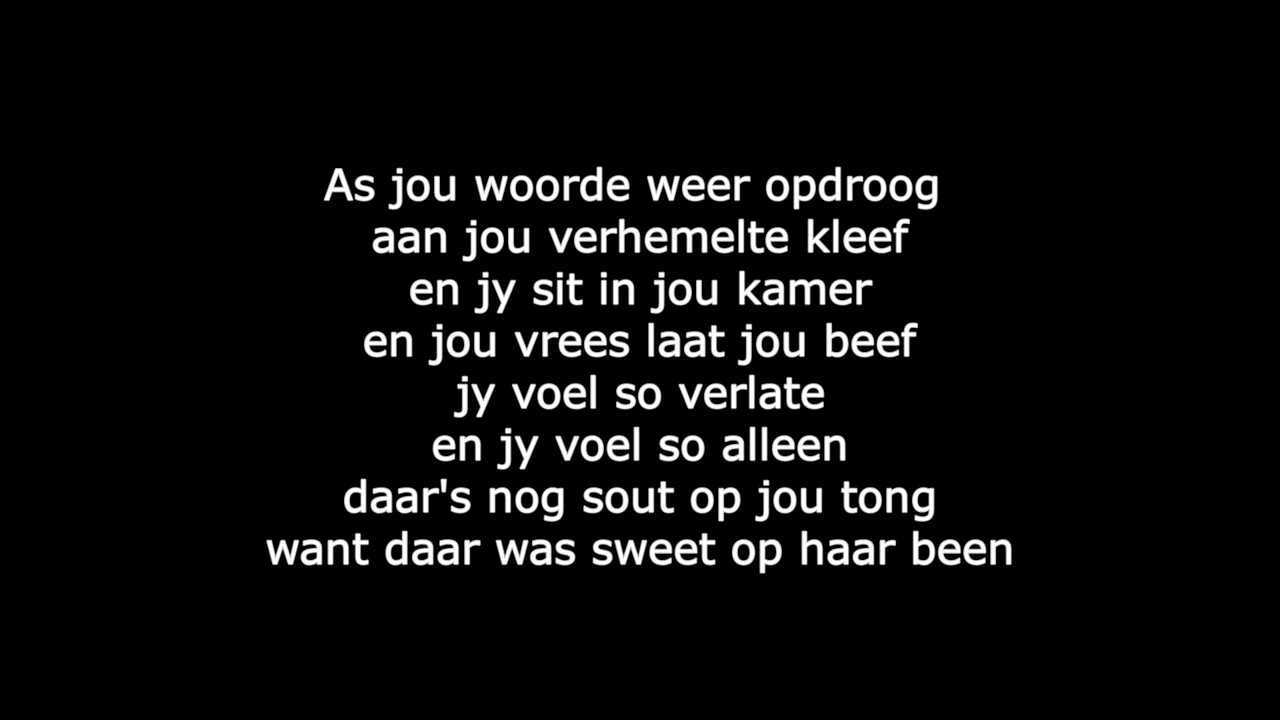 As jou woorde weer opdroog
aan jou verhemelte kleef
en jy sit in jou kamer
en jou vrees laat jou beef
jy voel so verlate
en jy voel so alleen
daar's nog sout op jou tong
want daar was sweet op haar been